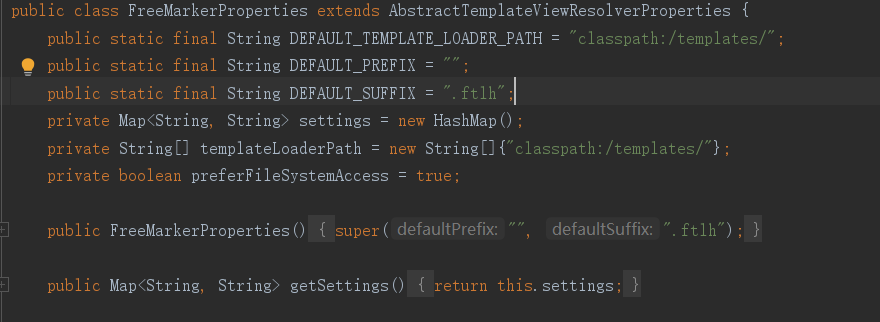 public class FreeMarkerProperties extends AbstractTemplateViewResolverProperties {
public static final String DEFAULT_TEMPLATE_LOADER_PATH = "classpath:/templates/";
public static final String DEFAULT_PREFIX = "";
public static final String DEFAULT_SUFFIX = ".ftlh";
private Map<String, String> settings = new HashMap();
private String[] templateLoaderPath = new String[]{"classpath:/templates/"};
private boolean preferFileSystemAccess = true;
public FreeMarkerProperties() { super( defaultPrefix: "", defaultSuffix: ".ftlh"); }
public Map<String, String> getSettings() { return this.settings; }